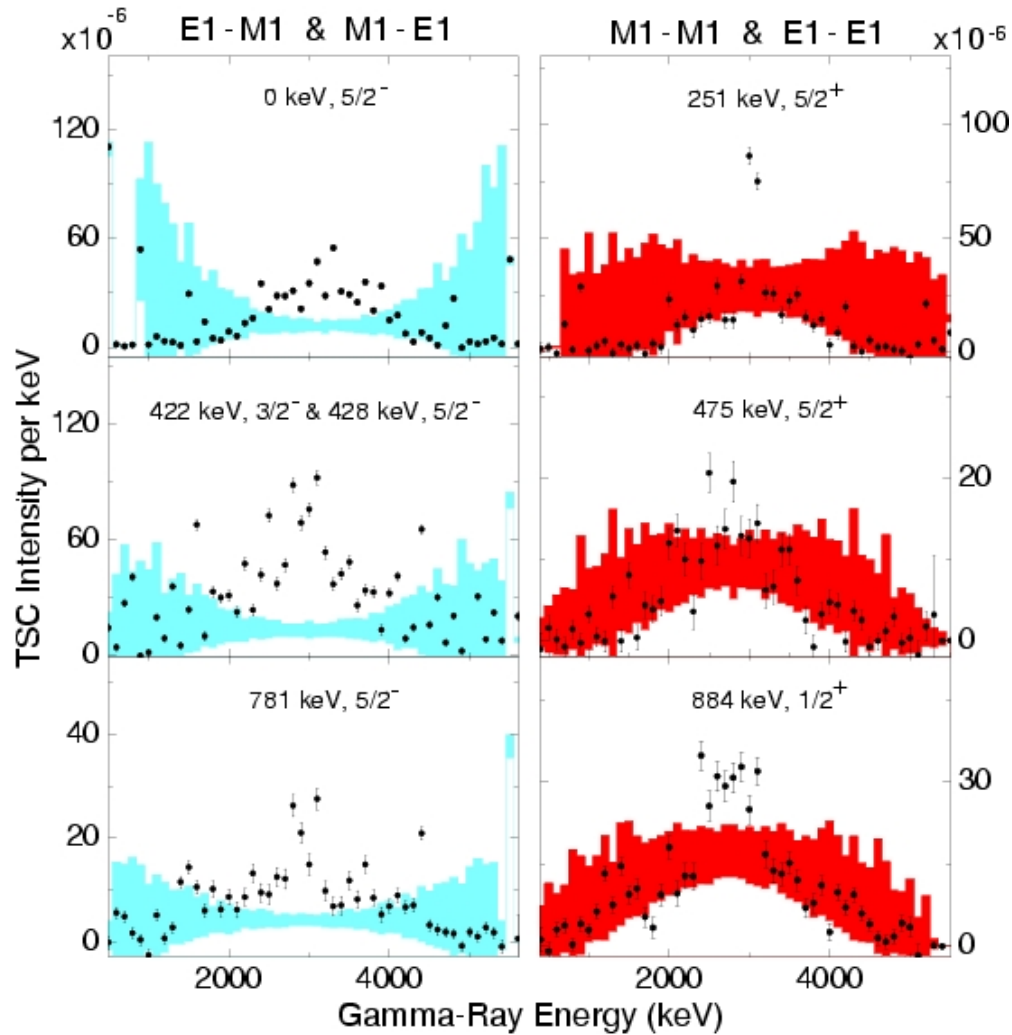 x10⁻⁶ E1-M1 & M1-E1 M1-M1 & E1-E1 x10⁻⁶
0 keV, 5/2⁻
251 keV, 5/2⁺
120
60
0
100
50
0
422 keV, 3/2⁻ & 428 keV, 5/2⁻
475 keV, 5/2⁺
120
60
0
20
0
781 keV, 5/2⁻
884 keV, 1/2⁺
40
20
0
30
0
TSC Intensity per keV
2000 4000 2000 4000
Gamma-Ray Energy (keV)